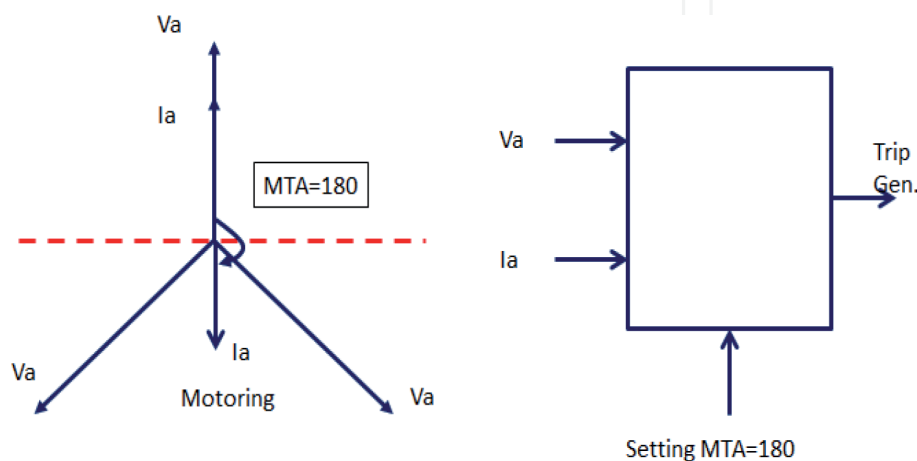 Va
Ia
MTA=180
Ia
Va
Motoring
Va
Va
Trip
Gen.
Ia
Setting MTA=180